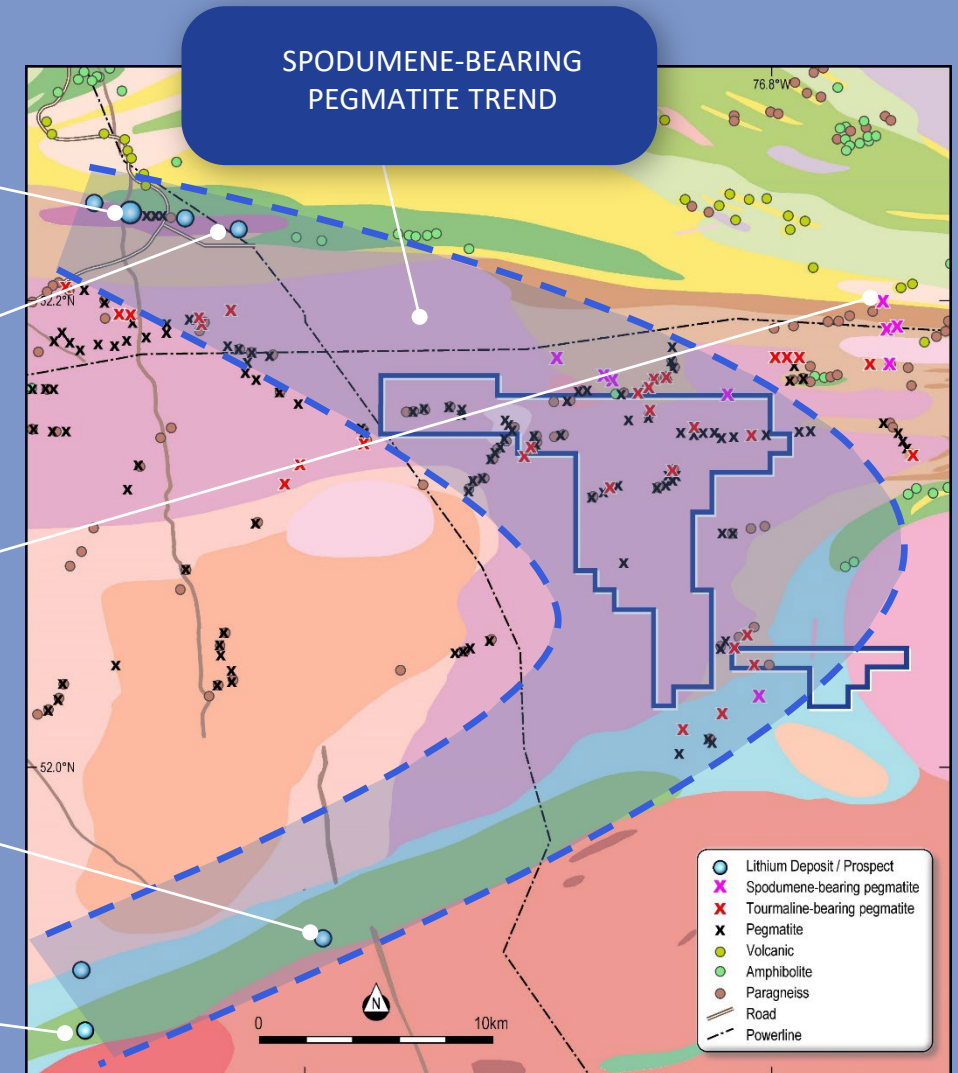 SPODUMENE-BEARING
PEGMATITE TREND
76.8°W
52.2°N
52.0°N
N
0 10km
Lithium Deposit / Prospect
X Spodumene-bearing pegmatite
X Tourmaline-bearing pegmatite
x Pegmatite
Volcanic
Amphibolite
Paragneiss
Road
Powerline